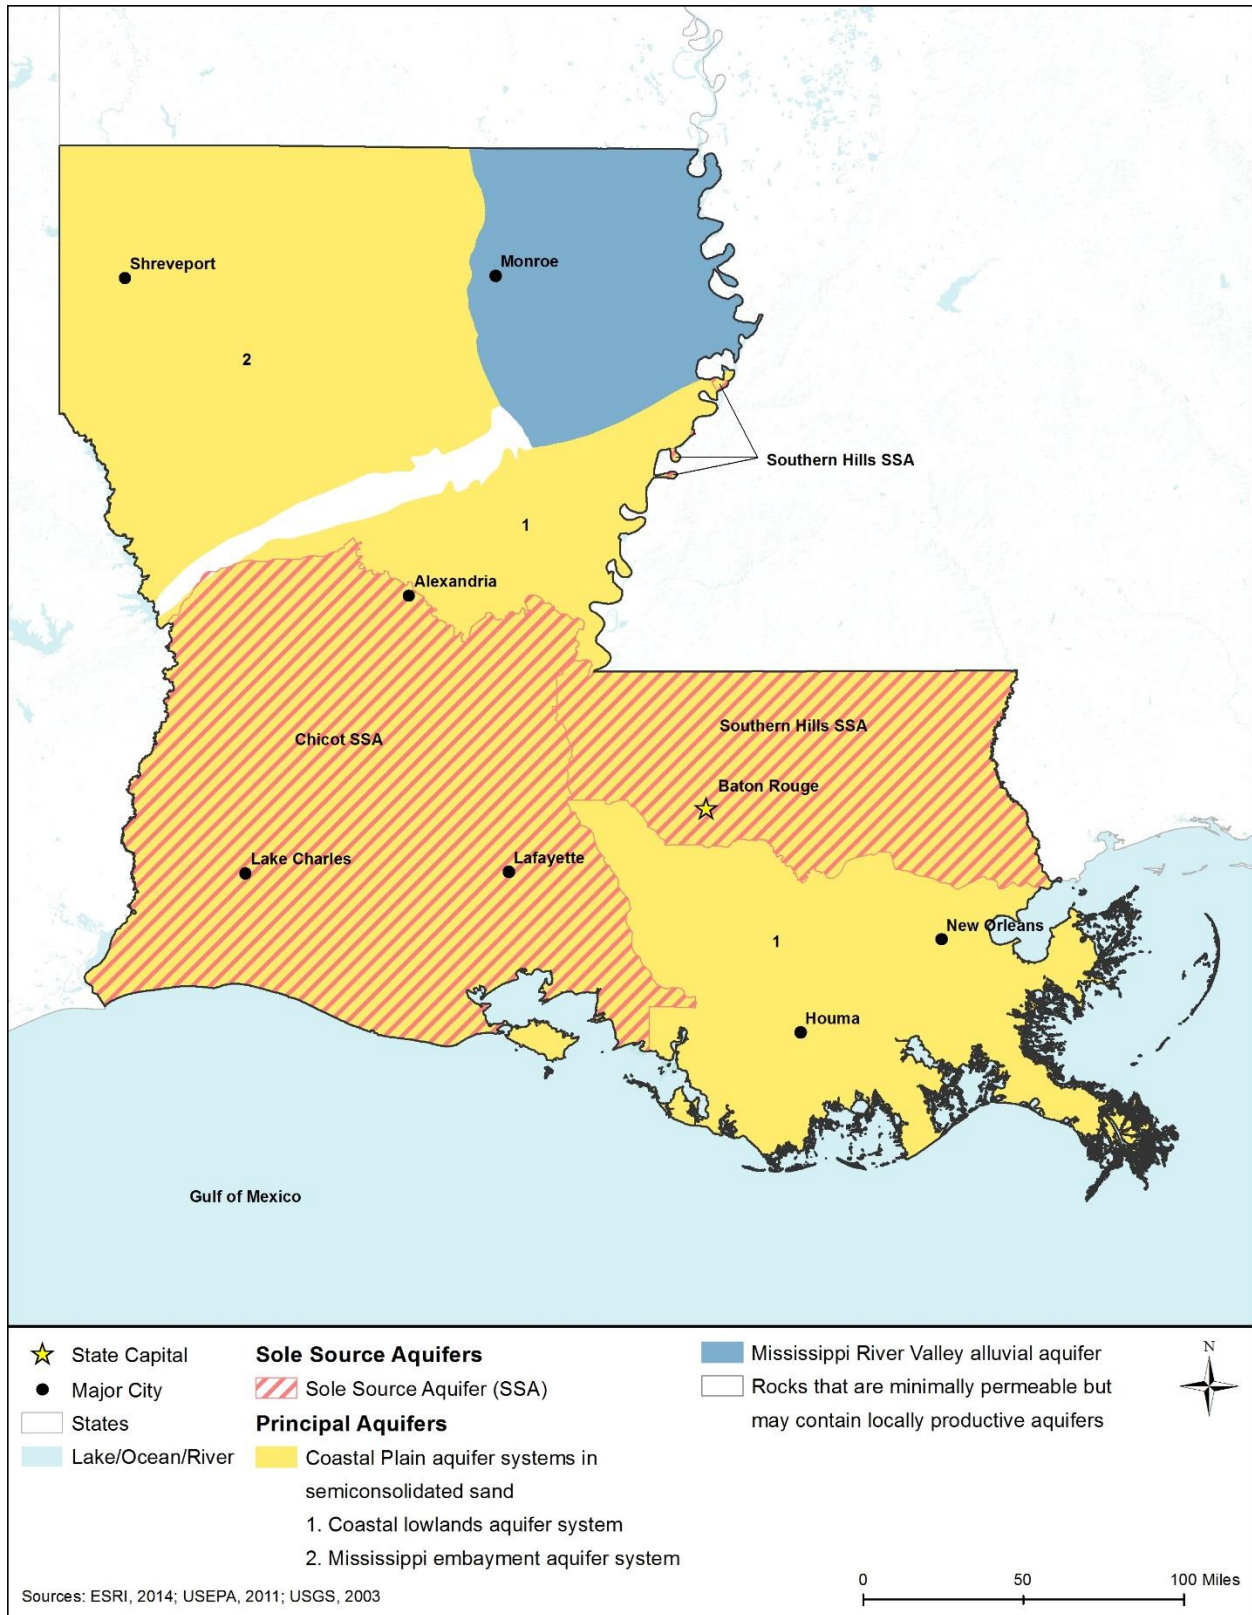 Shreveport
Monroe
2
Southern Hills SSA
1
Alexandria
Chicot SSA
Southern Hills SSA
Baton Rouge
Lake Charles
Lafayette
1
New Orleans
Houma
Gulf of Mexico
State Capital
Major City
States
Lake/Ocean/River
Sole Source Aquifers
Sole Source Aquifer (SSA)
Principal Aquifers
Coastal Plain aquifer systems in
semiconsolidated sand
1. Coastal lowlands aquifer system
2. Mississippi embayment aquifer system
Mississippi River Valley alluvial aquifer
Rocks that are minimally permeable but
may contain locally productive aquifers
N
Sources: ESRI, 2014; USEPA, 2011; USGS, 2003
0 50 100 Miles